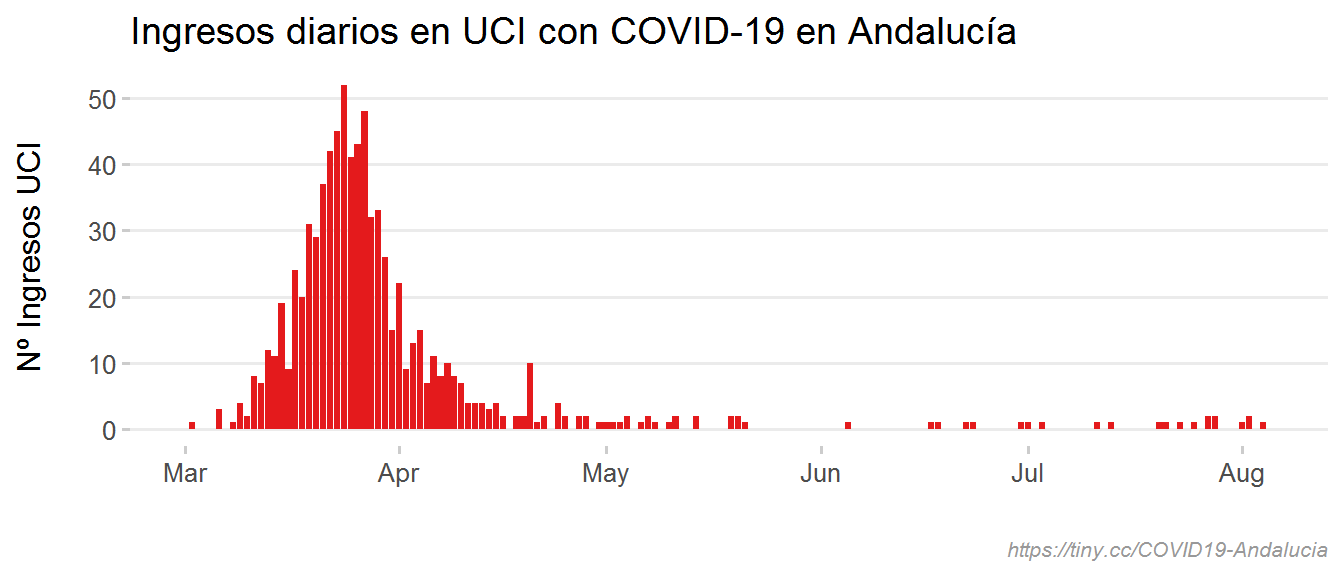 Ingresos diarios en UCI con COVID-19 en Andalucía
Nº Ingresos UCI
50
40
30
20
10
0
Mar Apr May Jun Jul Aug
https://tiny.cc/COVID19-Andalucia